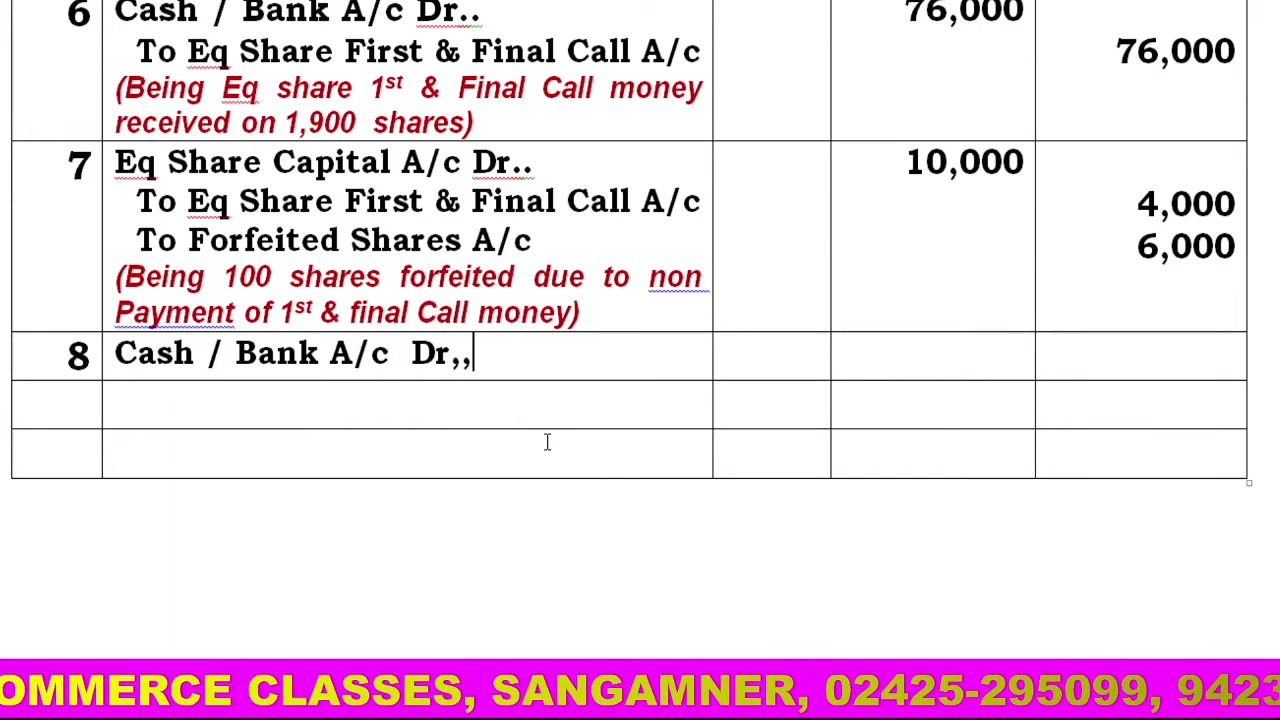 6 Cash / Bank A/c Dr.. 76,000
To Eq Share First & Final Call A/c 76,000
(Being Eq share 1st & Final Call money
received on 1,900 shares)
7 Eq Share Capital A/c Dr.. 10,000
To Eq Share First & Final Call A/c 4,000
To Forfeited Shares A/c 6,000
(Being 100 shares forfeited due to non
Payment of 1st & final Call money)
8 Cash / Bank A/c Dr,,
OMMERCE CLASSES, SANGAMNER, 02425-295099, 9423